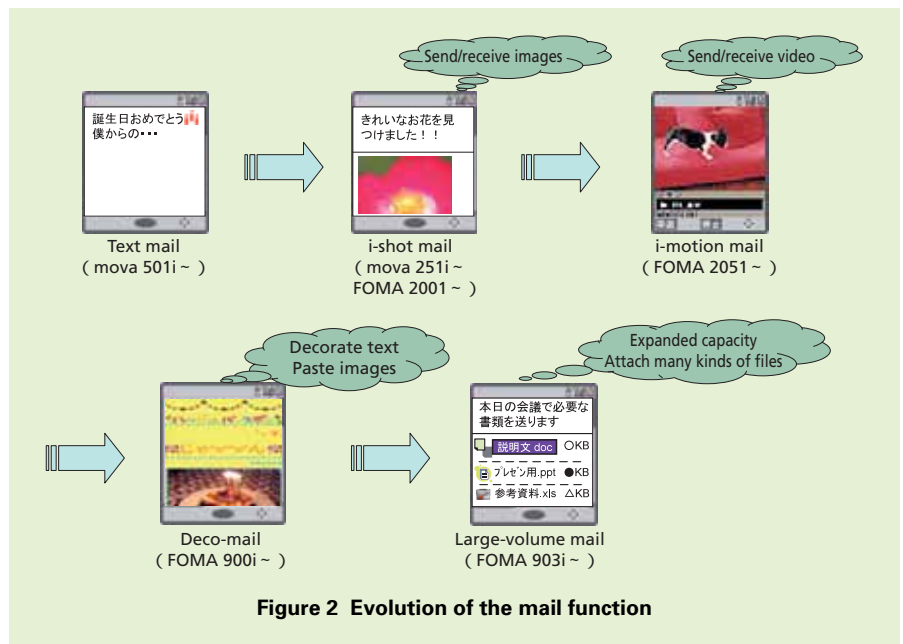 Send/receive images
Send/receive video
誕生日おめでとう
僕からの・・・
きれいなお花を見
つけました！！
Text mail
( mova 501i ~ )
i-shot mail
( mova 251i ~
FOMA 2001 ~ )
i-motion mail
( FOMA 2051 ~ )
Decorate text
Paste images
Expanded capacity
Attach many kinds of files
本日の会議で必要な
書類を送ります
説明文 doc ○KB
プレゼン用.ppt ●KB
参考資料.xls △KB
Deco-mail
( FOMA 900i ~ )
Large-volume mail
( FOMA 903i ~ )
Figure 2 Evolution of the mail function